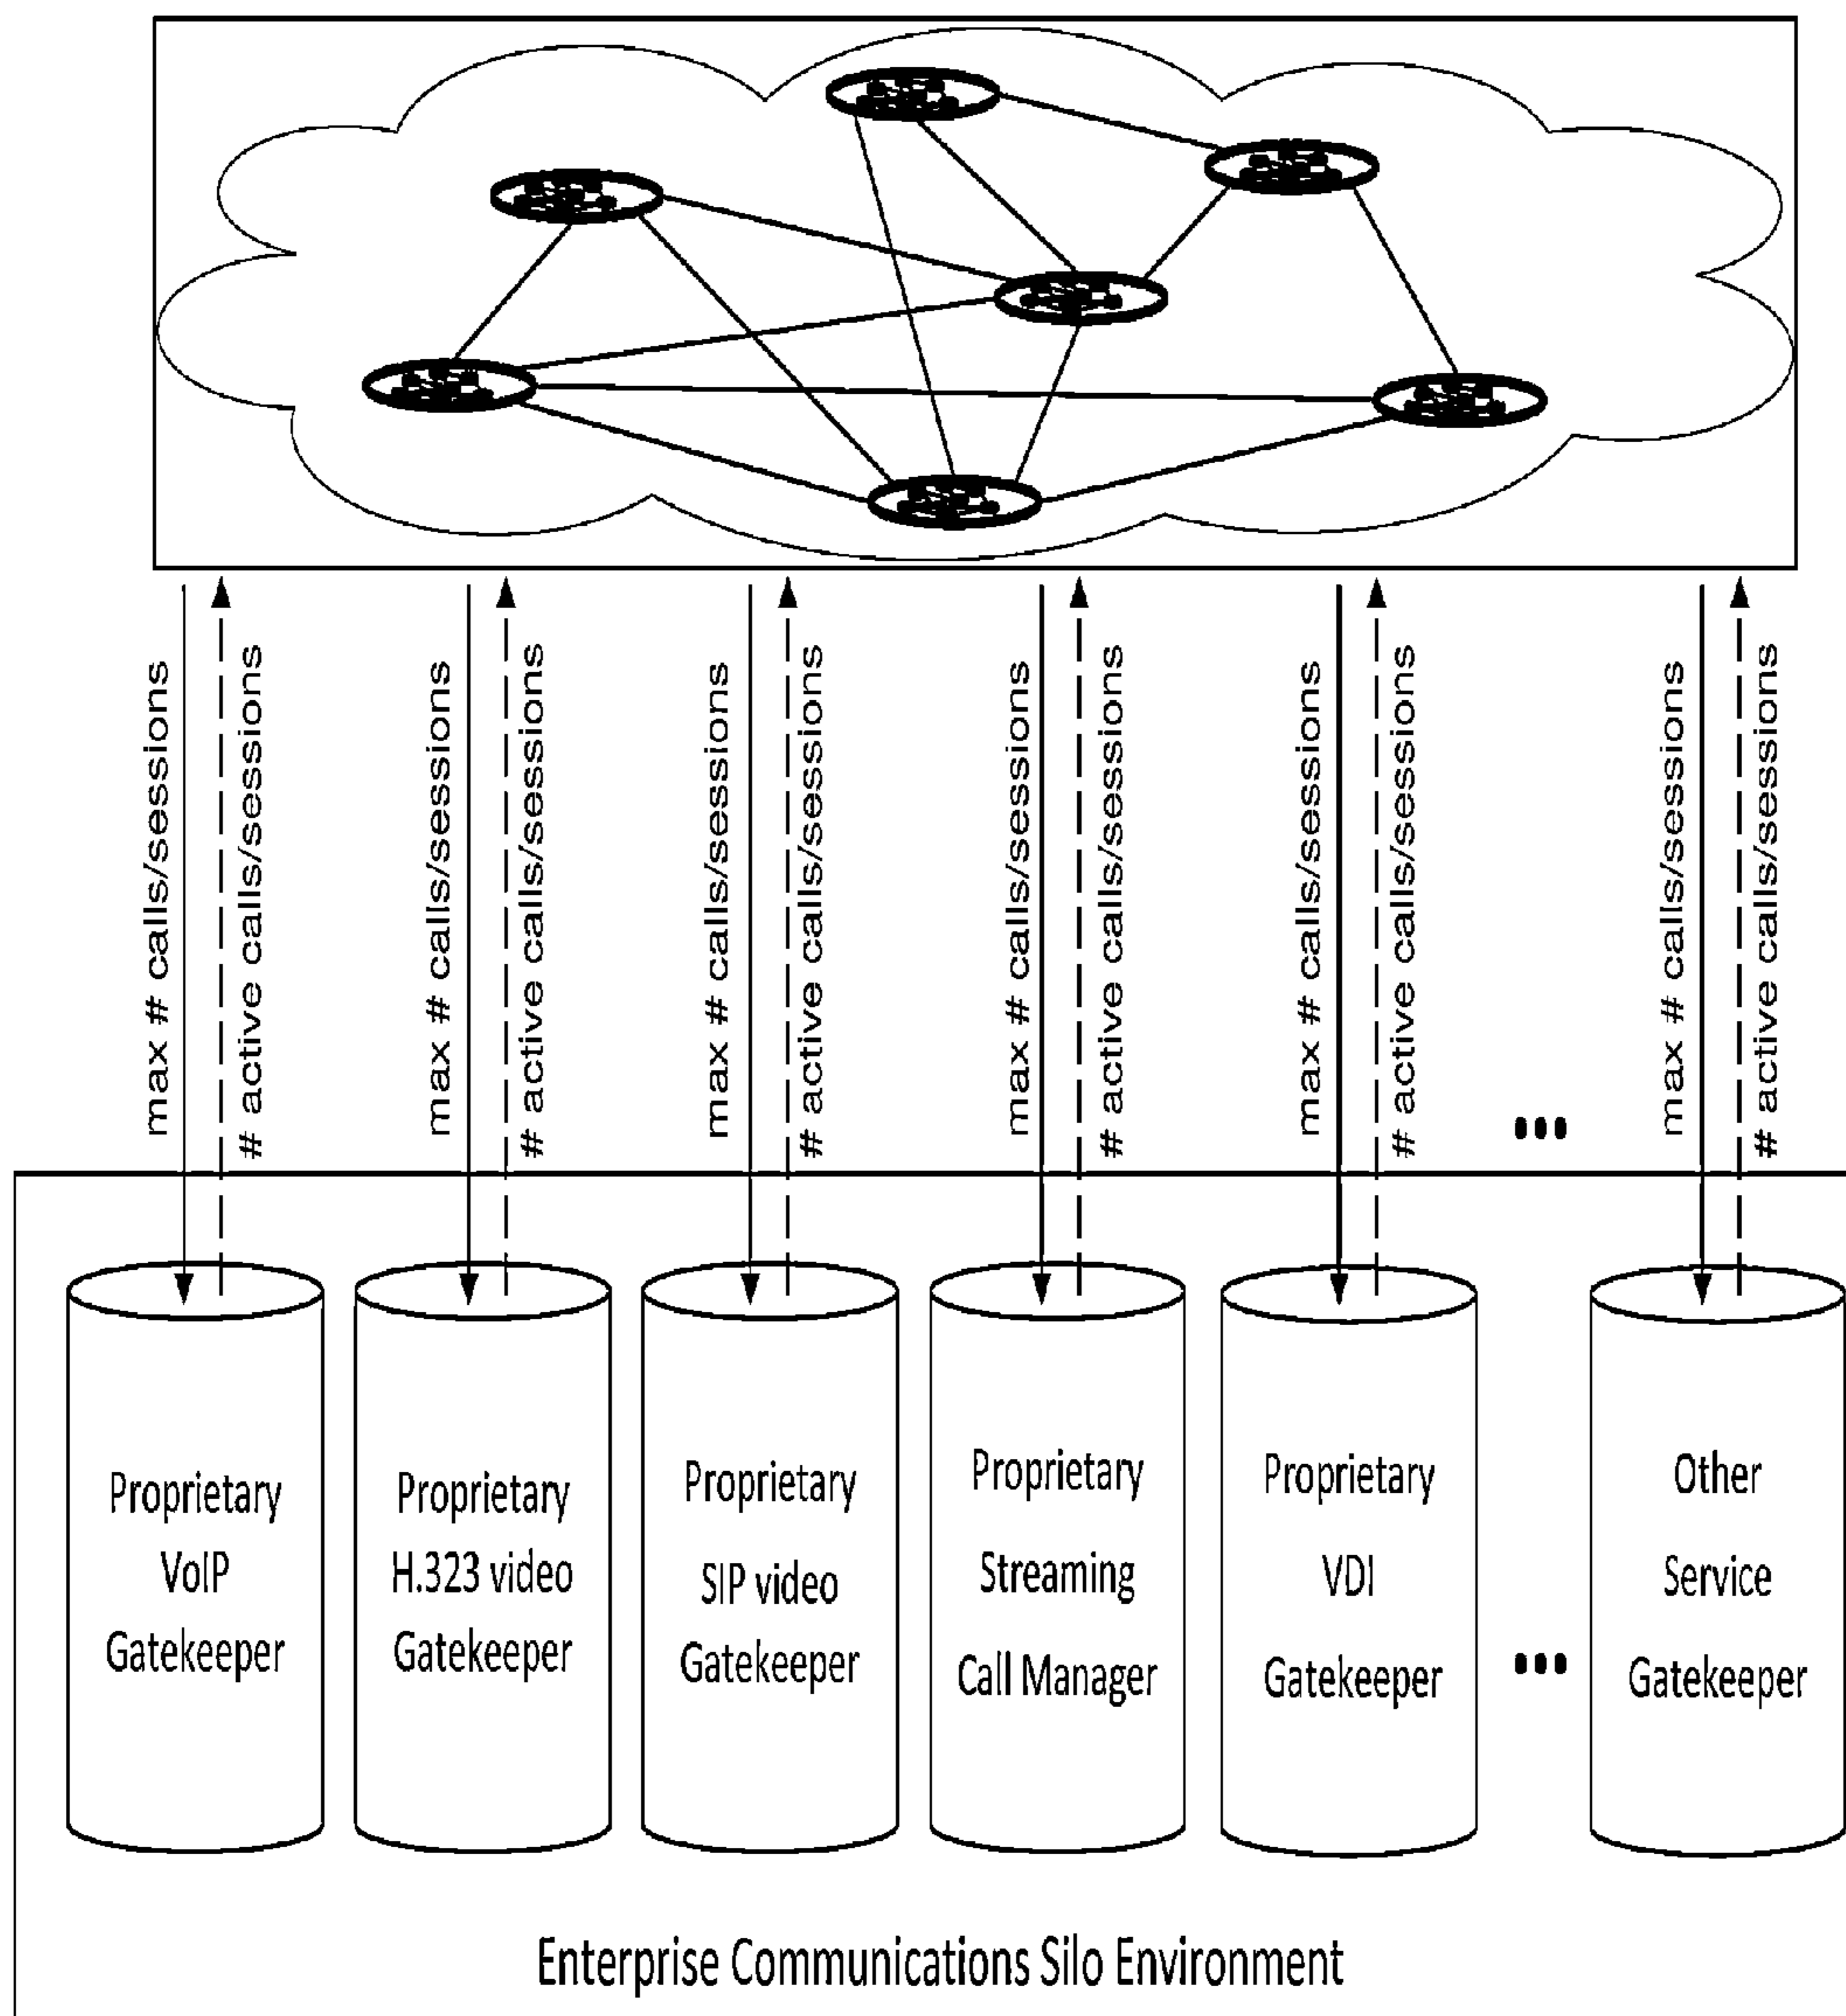 max # calls/sessions
# active calls/sessions
max # calls/sessions
# active calls/sessions
max # calls/sessions
# active calls/sessions
max # calls/sessions
# active calls/sessions
max # calls/sessions
# active calls/sessions
...
max # calls/sessions
# active calls/sessions
Proprietary
VoIP
Gatekeeper
Proprietary
H.323 video
Gatekeeper
Proprietary
SIP video
Gatekeeper
Proprietary
Streaming
Call Manager
Proprietary
VDI
Gatekeeper
...
Other
Service
Gatekeeper
Enterprise Communications Silo Environment